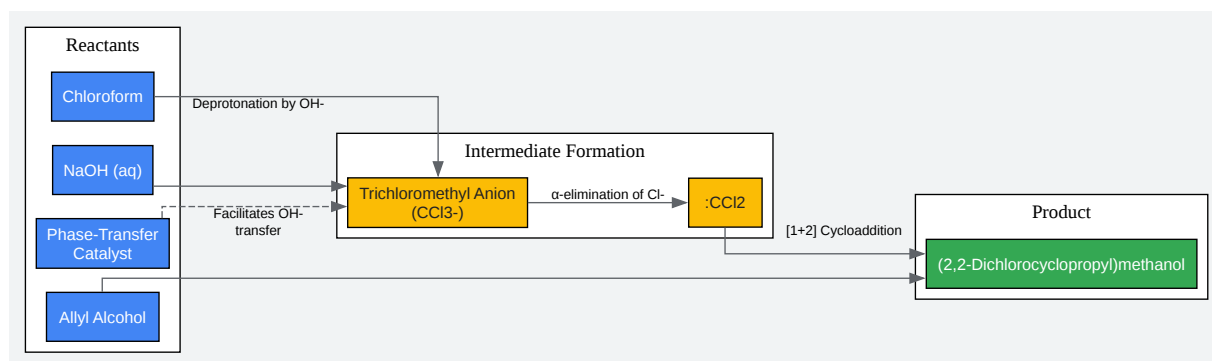 Reactants
Chloroform
Deprotonation by OH-
NaOH (aq)
Phase-Transfer
Catalyst
Facilitates OH-
transfer
Allyl Alcohol
Intermediate Formation
Trichloromethyl Anion
(CCl3-)
α-elimination of Cl-
:CCl2
[1+2] Cycloaddition
Product
(2,2-Dichlorocyclopropyl)methanol